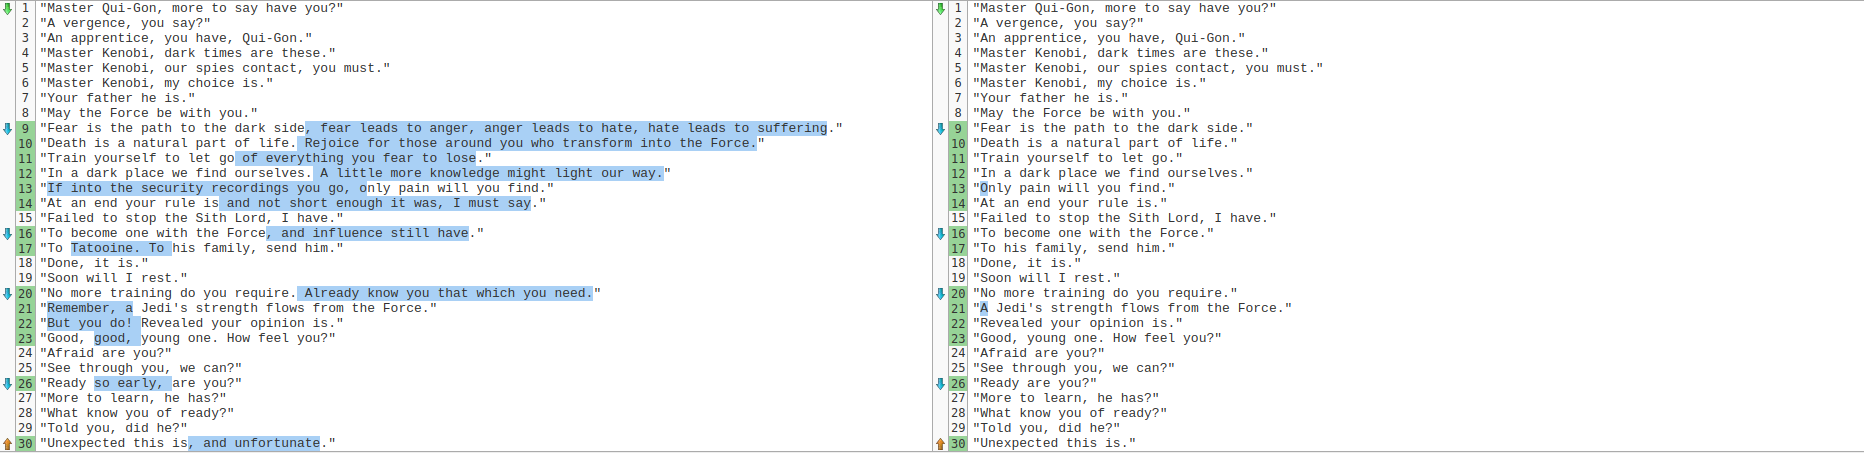 1 "Master Qui-Gon, more to say have you?"
2 "A vergence, you say?"
3 "An apprentice, you have, Qui-Gon."
4 "Master Kenobi, dark times are these."
5 "Master Kenobi, our spies contact, you must."
6 "Master Kenobi, my choice is."
7 "Your father he is."
8 "May the Force be with you."
9 "Fear is the path to the dark side, fear leads to anger, anger leads to hate, hate leads to suffering."
10 "Death is a natural part of life. Rejoice for those around you who transform into the Force."
11 "Train yourself to let go of everything you fear to lose."
12 "In a dark place we find ourselves. A little more knowledge might light our way."
13 "If into the security recordings you go, only pain will you find."
14 "At an end your rule is and not short enough it was, I must say."
15 "Failed to stop the Sith Lord, I have."
16 "To become one with the Force, and influence still have."
17 "To Tatooine. To his family, send him."
18 "Done, it is."
19 "Soon will I rest."
20 "No more training do you require. Already know you that which you need."
21 "Remember, a Jedi's strength flows from the Force."
22 "But you do! Revealed your opinion is."
23 "Good, good, young one. How feel you?"
24 "Afraid are you?"
25 "See through you, we can?"
26 "Ready so early, are you?"
27 "More to learn, he has?"
28 "What know you of ready?"
29 "Told you, did he?"
30 "Unexpected this is, and unfortunate."
1 "Master Qui-Gon, more to say have you?"
2 "A vergence, you say?"
3 "An apprentice, you have, Qui-Gon."
4 "Master Kenobi, dark times are these."
5 "Master Kenobi, our spies contact, you must."
6 "Master Kenobi, my choice is."
7 "Your father he is."
8 "May the Force be with you."
9 "Fear is the path to the dark side."
10 "Death is a natural part of life."
11 "Train yourself to let go."
12 "In a dark place we find ourselves."
13 "Only pain will you find."
14 "At an end your rule is."
15 "Failed to stop the Sith Lord, I have."
16 "To become one with the Force."
17 "To his family, send him."
18 "Done, it is."
19 "Soon will I rest."
20 "No more training do you require."
21 "A Jedi's strength flows from the Force."
22 "Revealed your opinion is."
23 "Good, young one. How feel you?"
24 "Afraid are you?"
25 "See through you, we can?"
26 "Ready are you?"
27 "More to learn, he has?"
28 "What know you of ready?"
29 "Told you, did he?"
30 "Unexpected this is."